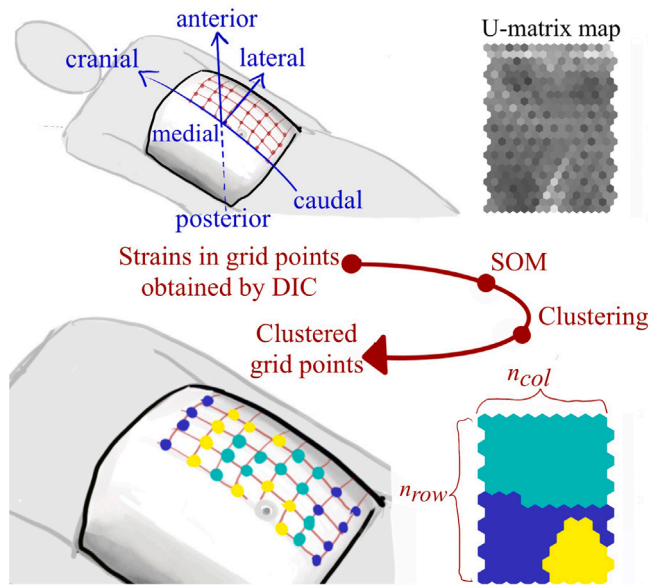 anterior
U-matrix map
cranial
lateral
medial
caudal
posterior
Strains in grid points
obtained by DIC
SOM
Clustering
Clustered
grid points
n_col
n_row